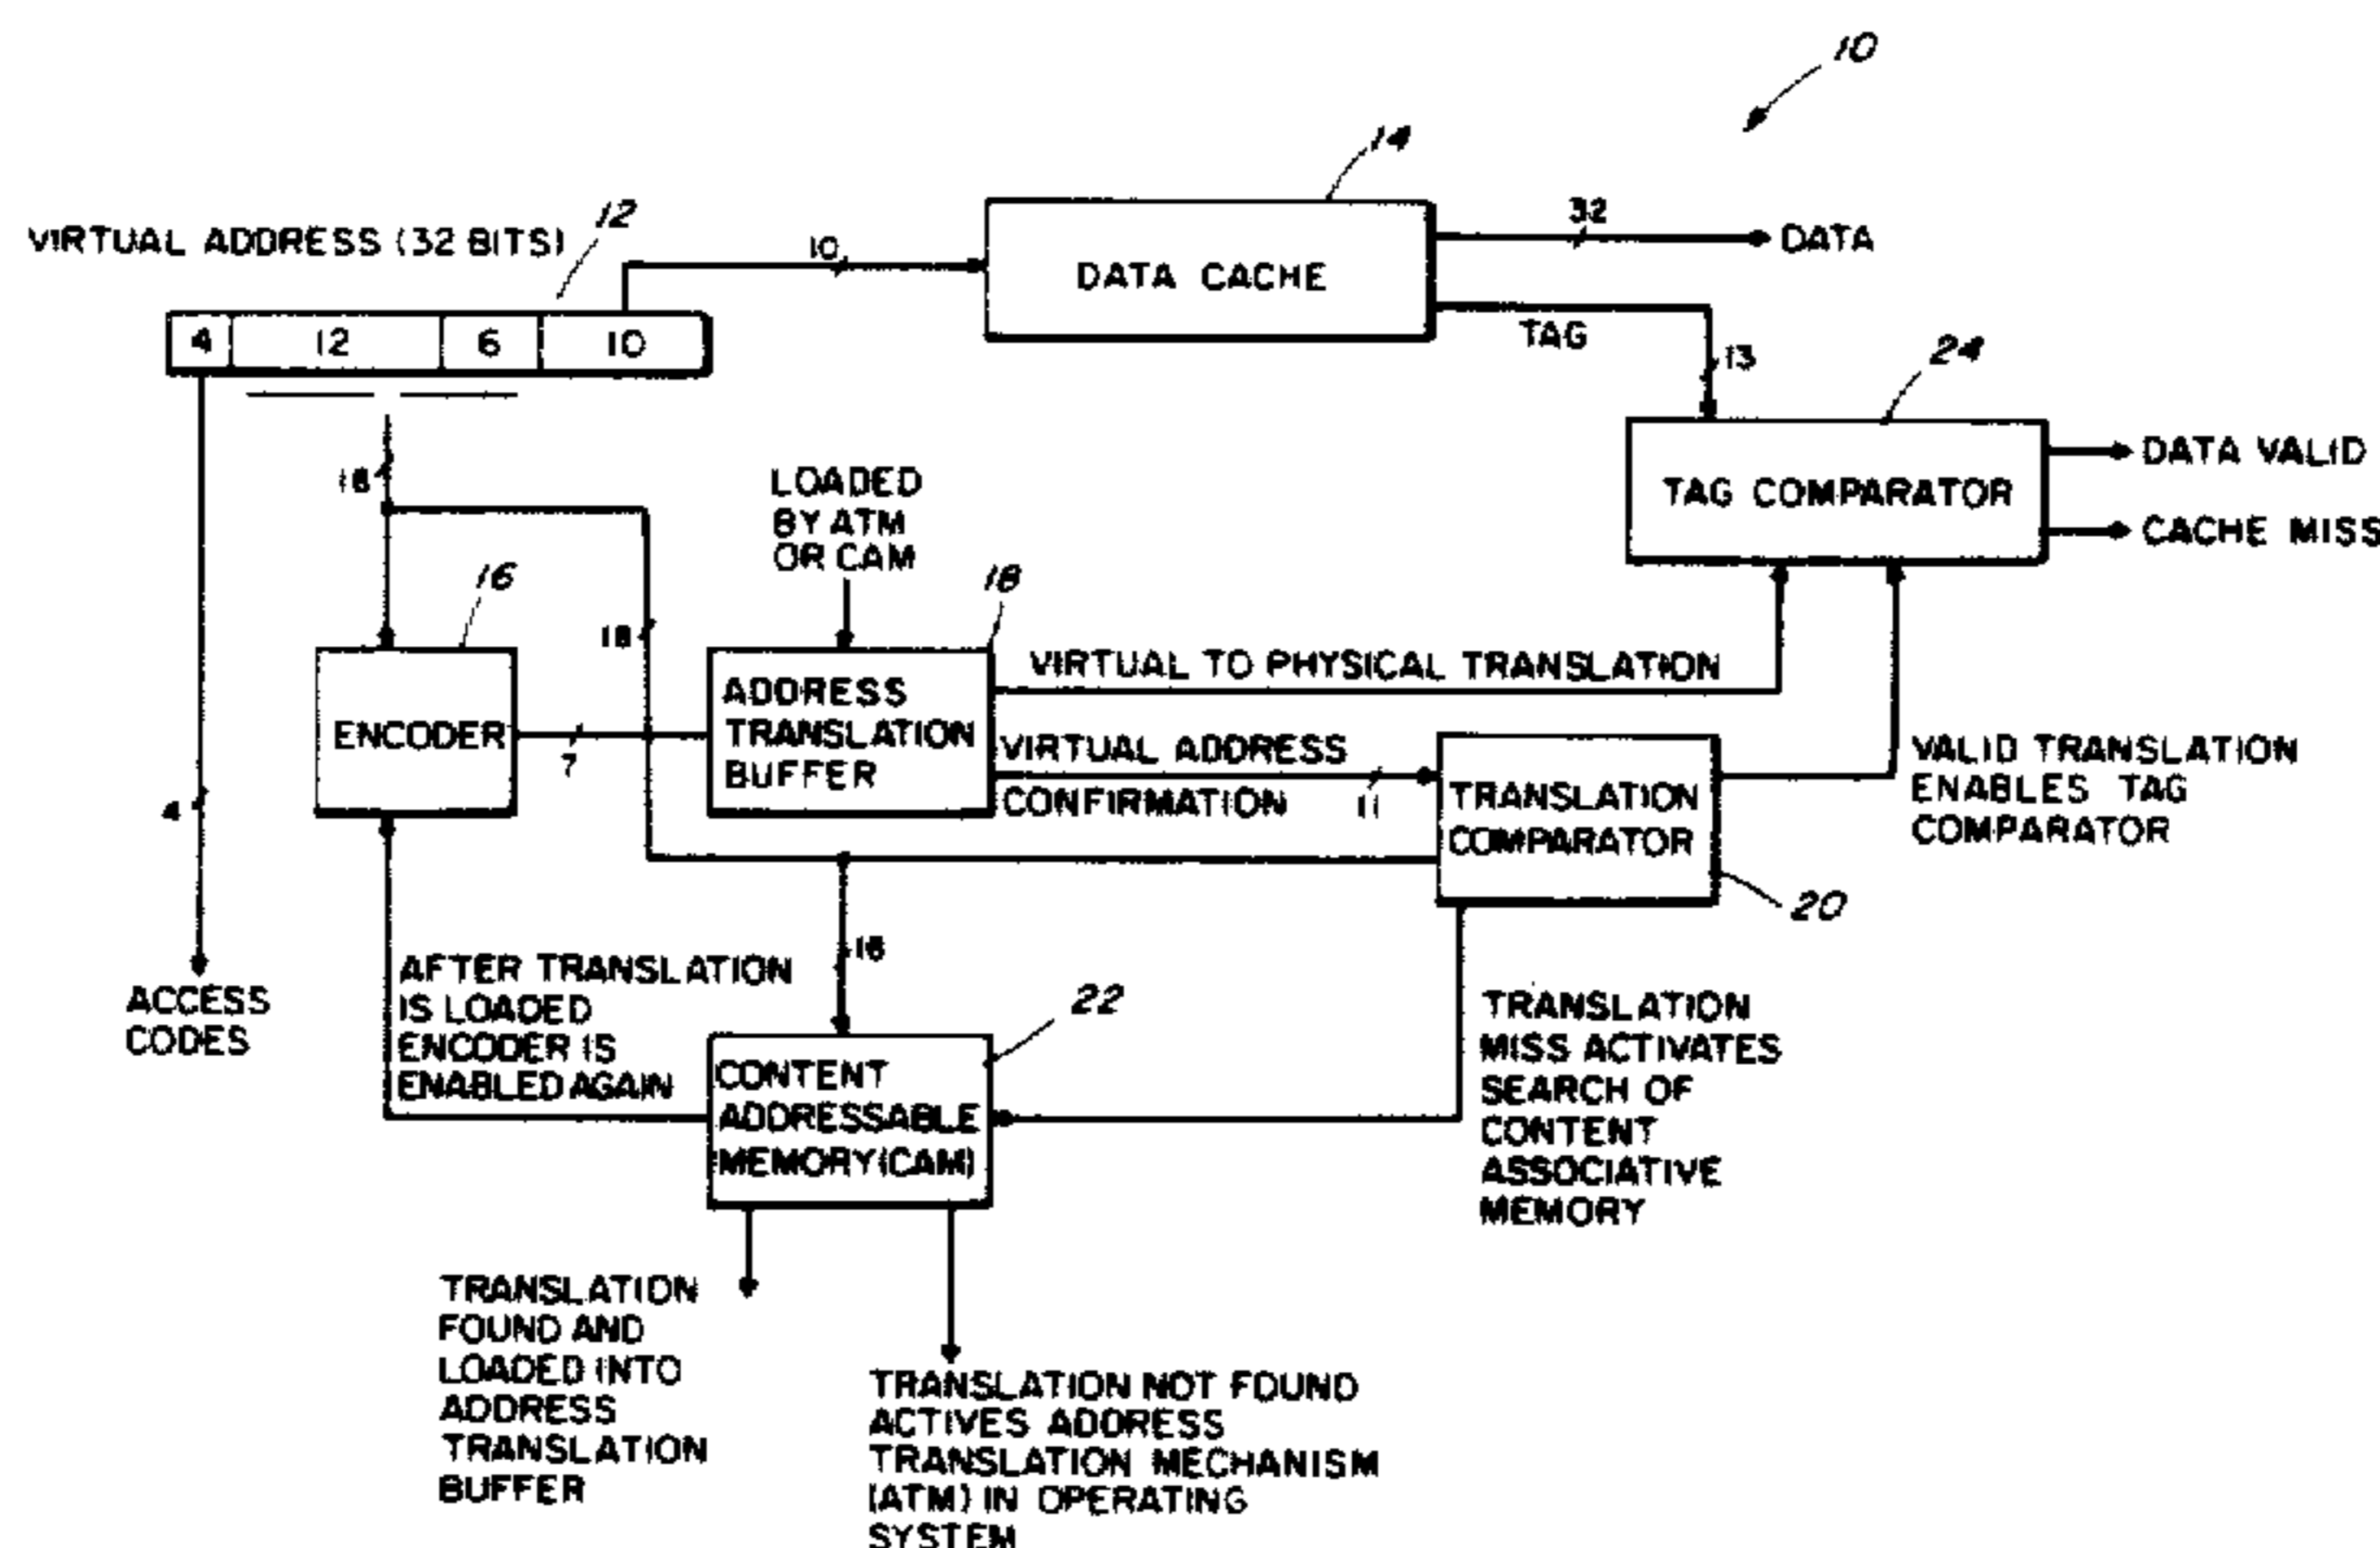 10
14
12
VIRTUAL ADDRESS (32 BITS)
10
32
DATA
DATA CACHE
4 12 6 10
TAG
13
24
DATA VALID
TAG COMPARATOR
CACHE MISS
18
LOADED
BY ATM
OR CAM
16
18
18
VIRTUAL TO PHYSICAL TRANSLATION
ENCODER
7
ADDRESS
TRANSLATION
BUFFER
VIRTUAL ADDRESS
CONFIRMATION
11
TRANSLATION
COMPARATOR
VALID TRANSLATION
ENABLES TAG
COMPARATOR
4
20
18
ACCESS
CODES
AFTER TRANSLATION
IS LOADED
ENCODER IS
ENABLED AGAIN
22
CONTENT
ADDRESSABLE
MEMORY (CAM)
TRANSLATION
MISS ACTIVATES
SEARCH OF
CONTENT
ASSOCIATIVE
MEMORY
TRANSLATION
FOUND AND
LOADED INTO
ADDRESS
TRANSLATION
BUFFER
TRANSLATION NOT FOUND
ACTIVES ADDRESS
TRANSLATION MECHANISM
(ATM) IN OPERATING
SYSTEM